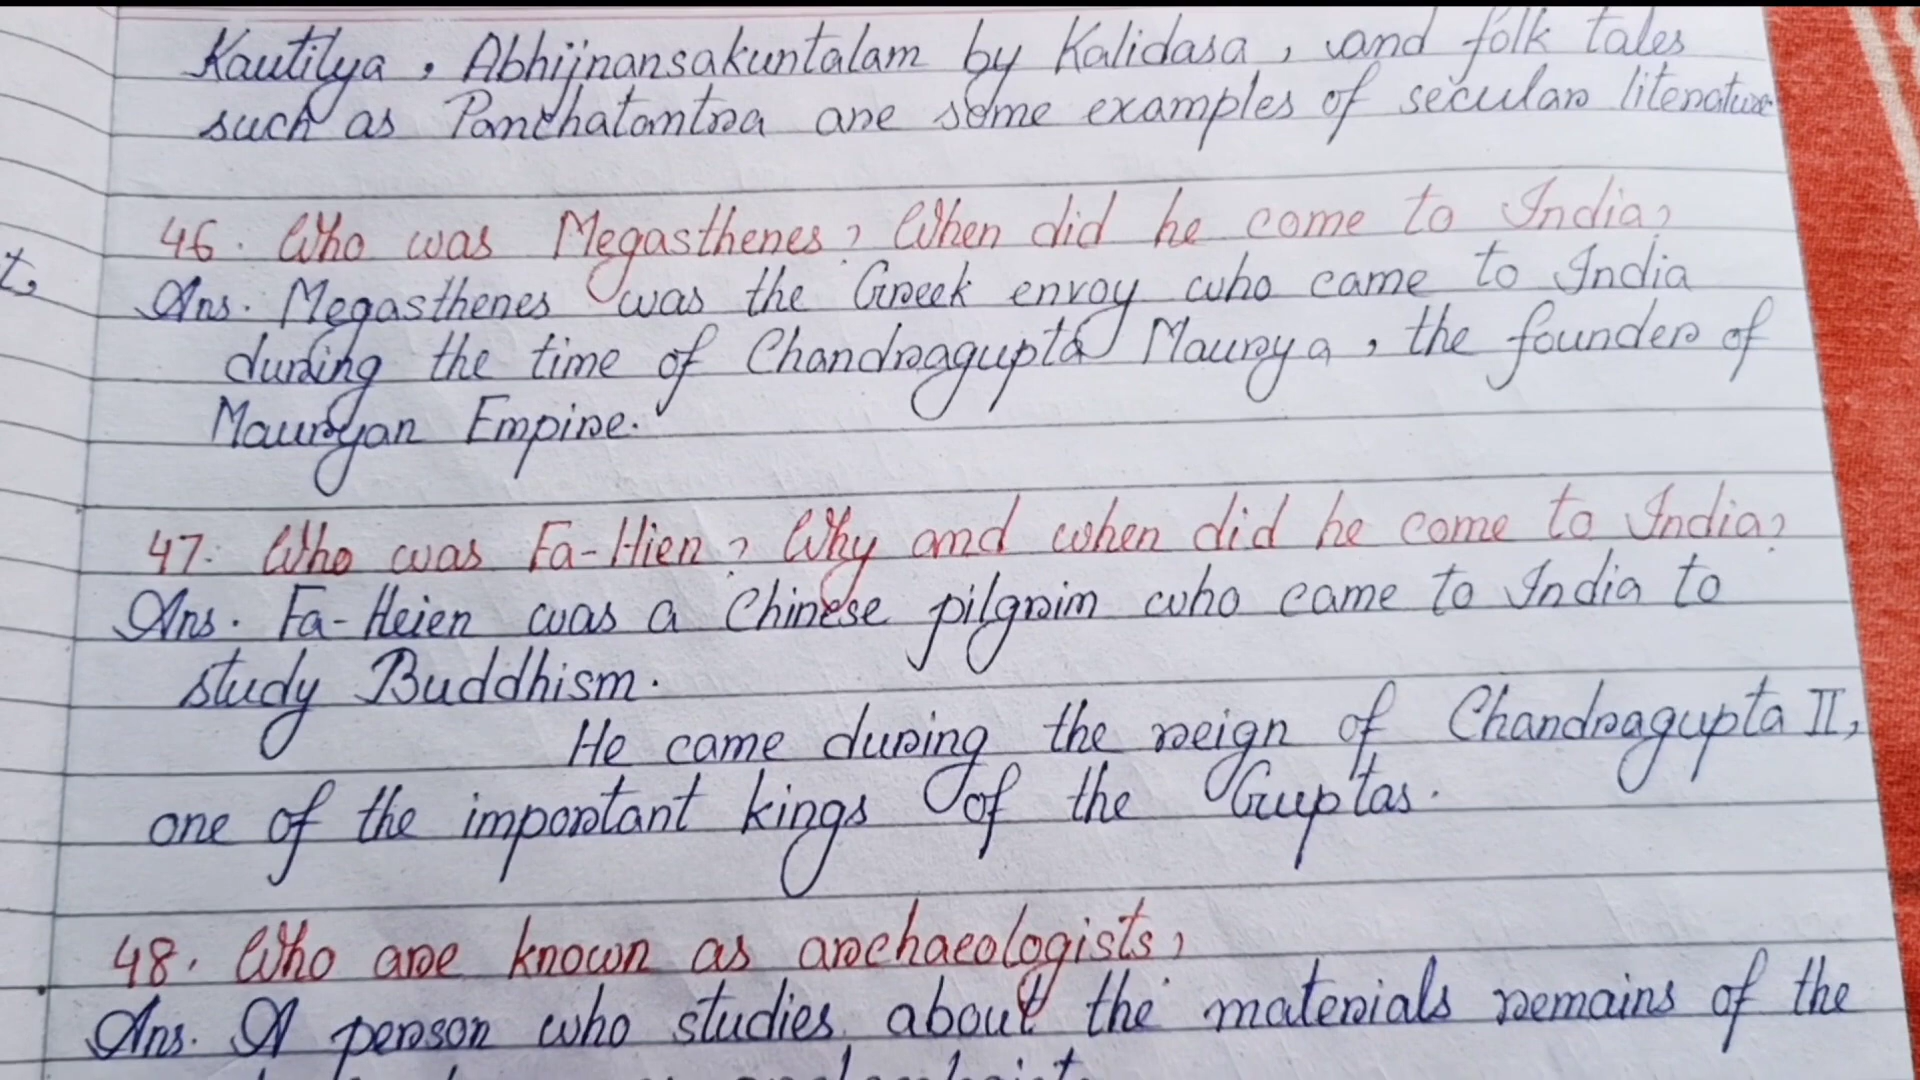 Kautilya, Abhijnansakuntalam by Kalidasa, and folk tales
such as Panchatantra are some examples of secular literature
46. Who was Megasthenes? When did he come to India?
t,
Ans. Megasthenes was the Greek envoy who came to India
during the time of Chandragupta Maurya, the founder of
Mauryan Empire.
47. Who was Fa-Hien? Why and when did he come to India?
Ans. Fa-Heien was a Chinese pilgrim who came to India to
study Buddhism.
He came during the reign of Chandragupta II,
one of the important kings of the Guptas.
48. Who are known as archaeologists?
Ans. A person who studies about the materials remains of the